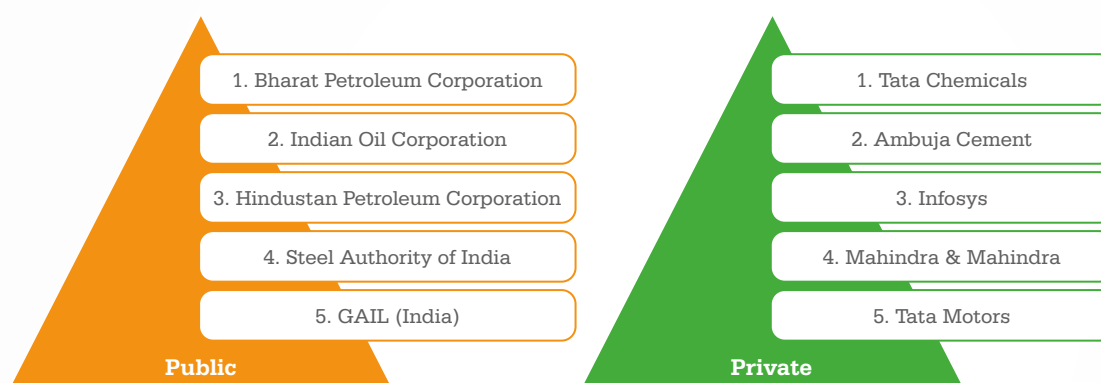 1. Bharat Petroleum Corporation
2. Indian Oil Corporation
3. Hindustan Petroleum Corporation
4. Steel Authority of India
5. GAIL (India)
Public
1. Tata Chemicals
2. Ambuja Cement
3. Infosys
4. Mahindra & Mahindra
5. Tata Motors
Private